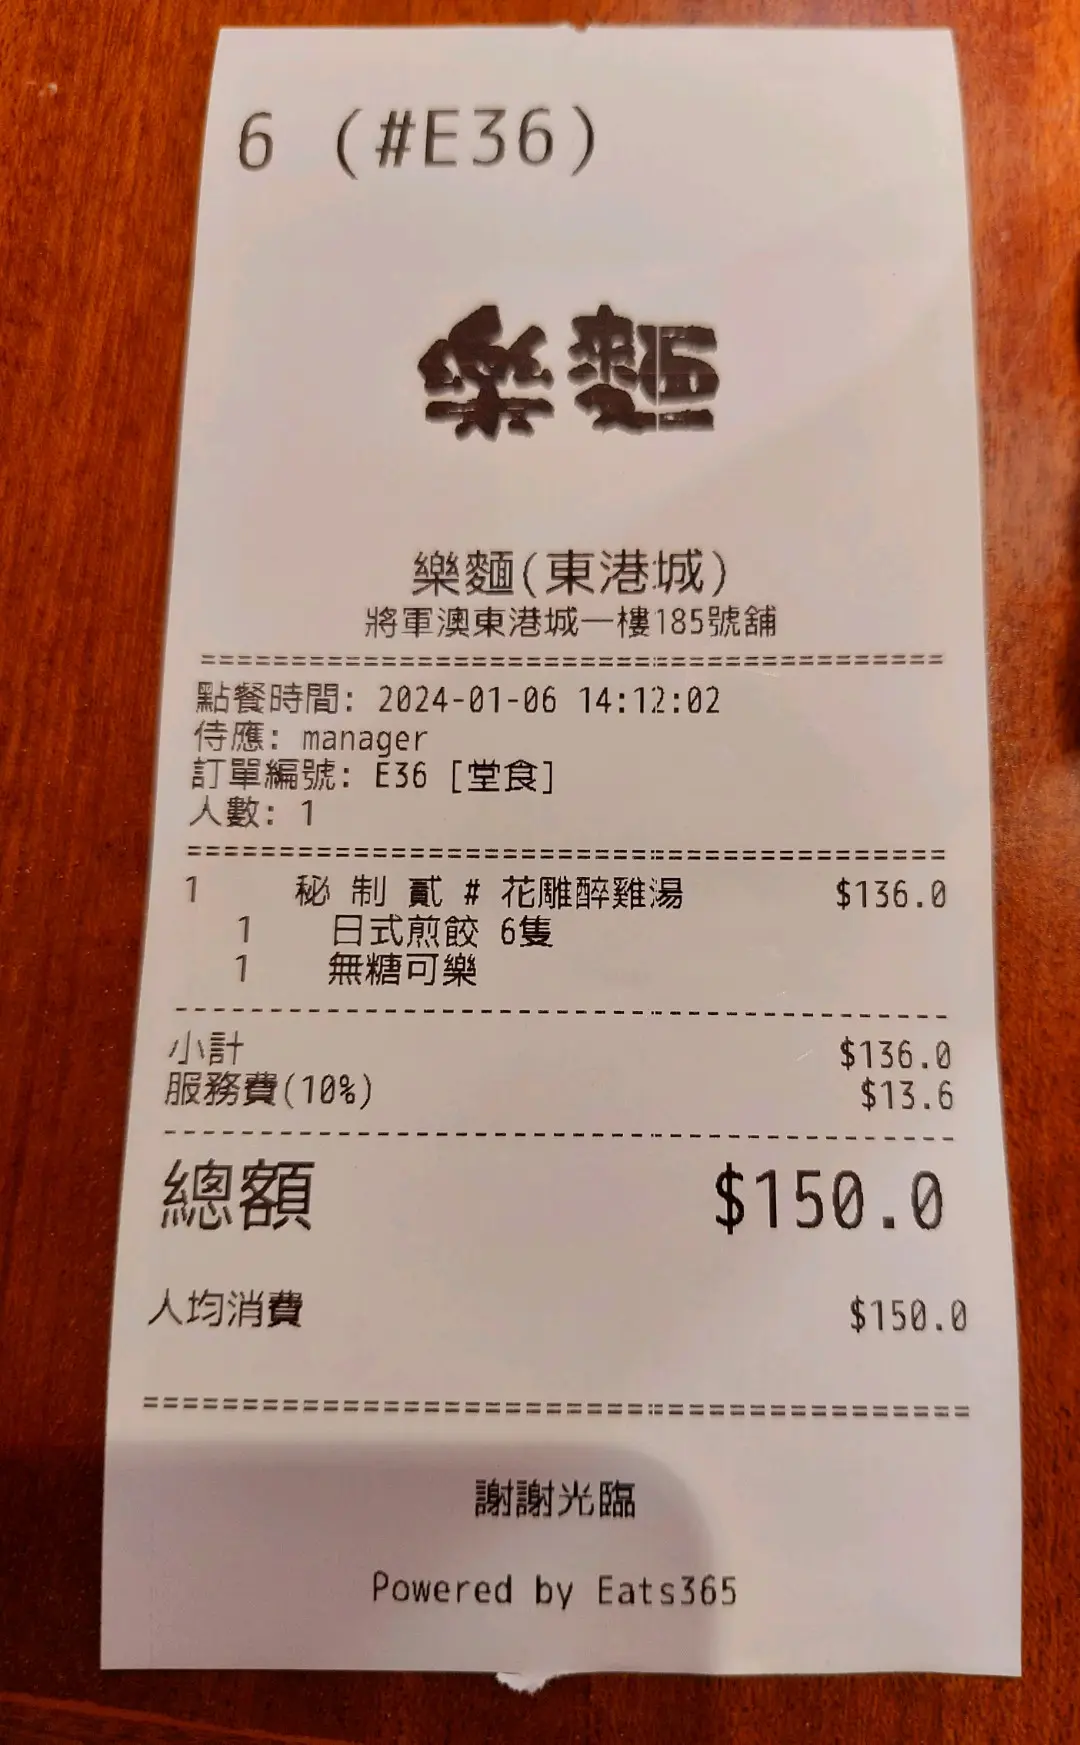 6 (#E36)
樂麵
樂麵(東港城)
將軍澳東港城一樓185號舖
========================================
點餐時間: 2024-01-06 14:12:02
侍應: manager
訂單編號: E36 [堂食]
人數: 1
========================================
1 秘 制 貳 # 花雕醉雞湯 $136.0
1 日式煎餃 6隻
1 無糖可樂
----------------------------------------
小計 $136.0
服務費(10%) $13.6
----------------------------------------
總額 $150.0
人均消費 $150.0
========================================
謝謝光臨
Powered by Eats365